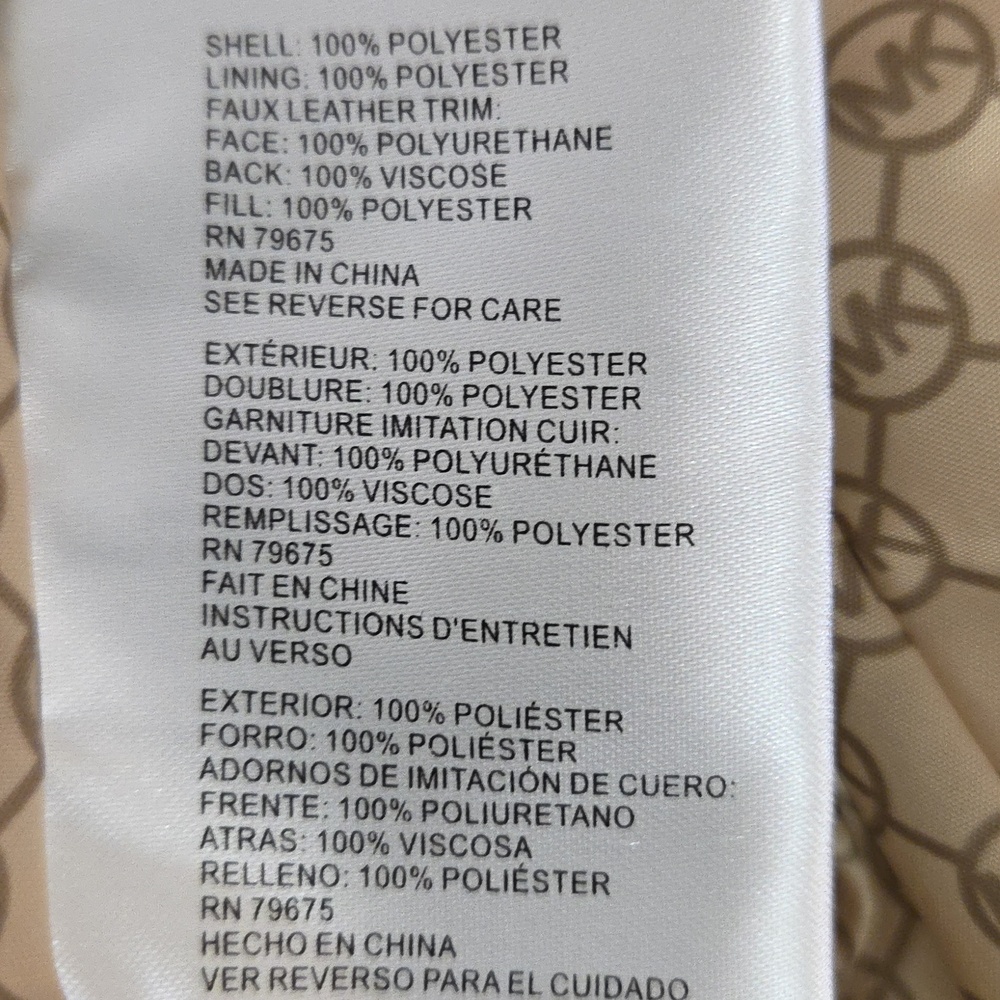 SHELL: 100% POLYESTER
LINING: 100% POLYESTER
FAUX LEATHER TRIM:
FACE: 100% POLYURETHANE
BACK: 100% VISCOSE
FILL: 100% POLYESTER
RN 79675
MADE IN CHINA
SEE REVERSE FOR CARE
EXTÉRIEUR: 100% POLYESTER
DOUBLURE: 100% POLYESTER
GARNITURE IMITATION CUIR:
DEVANT: 100% POLYURÉTHANE
DOS: 100% VISCOSE
REMPLISSAGE: 100% POLYESTER
RN 79675
FAIT EN CHINE
INSTRUCTIONS D'ENTRETIEN
AU VERSO
EXTERIOR: 100% POLIÉSTER
FORRO: 100% POLIÉSTER
ADORNOS DE IMITACIÓN DE CUERO:
FRENTE: 100% POLIURETANO
ATRAS: 100% VISCOSA
RELLENO: 100% POLIÉSTER
RN 79675
HECHO EN CHINA
VER REVERSO PARA EL CUIDADO
MK
MK
MK